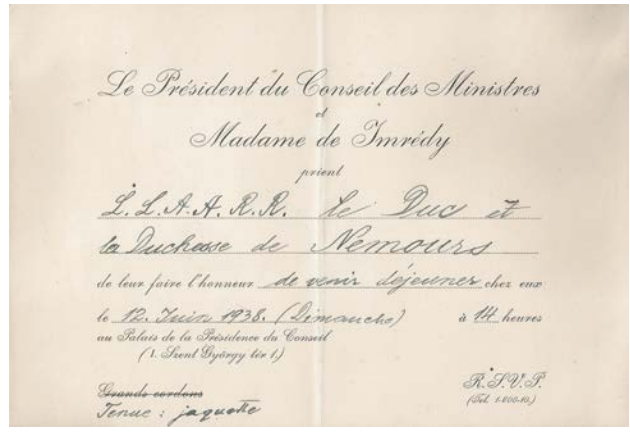 Le Président du Conseil des Ministres
et
Madame de Imrédy
prient
L.L.A.A.R.R. le Duc et
la Duchesse de Nemours
de leur faire l'honneur de venir déjeuner chez eux
le 12. Juin 1938. (Dimanche) à 14 heures
au Palais de la Présidence du Conseil
(I. Szent György tér 1.)
R.S.V.P.
(Tél.
Grands cordons
Tenue : jaquette